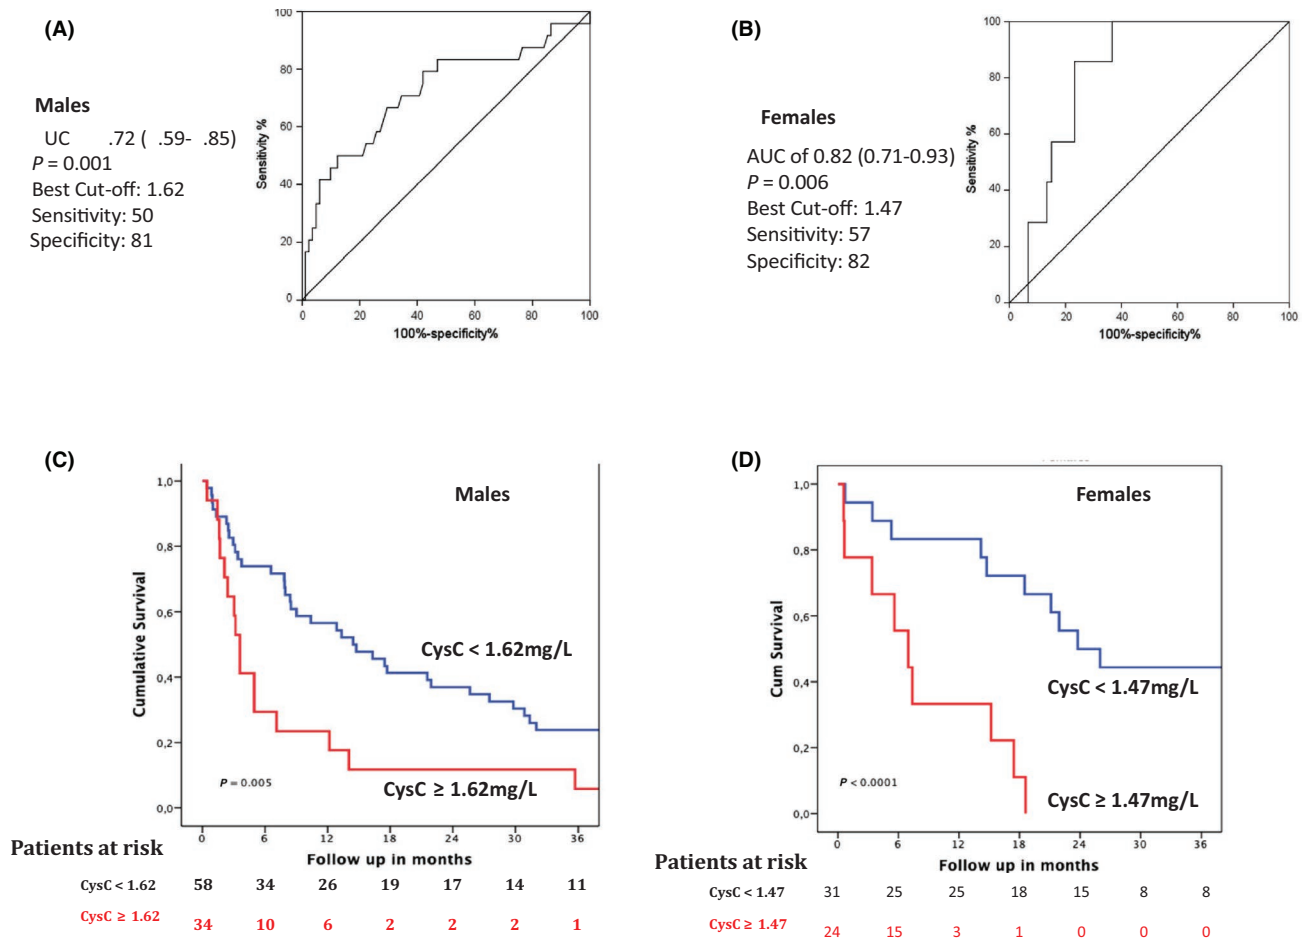 (A)
Males
UC .72 ( .59- .85)
P = 0.001
Best Cut-off: 1.62
Sensitivity: 50
Specificity: 81
Sensitivity %
100
80
60
40
20
0
0 20 40 60 80 100
100%-specificity%
(B)
Females
AUC of 0.82 (0.71-0.93)
P = 0.006
Best Cut-off: 1.47
Sensitivity: 57
Specificity: 82
Sensitivity %
100
80
60
40
20
0
0 20 40 60 80 100
100%-specificity%
(C)
Males
Cumulative Survival
1,0
0,8
0,6
0,4
0,2
0,0
CysC < 1.62mg/L
CysC ≥ 1.62mg/L
P = 0.005
0 6 12 18 24 30 36
Follow up in months
Patients at risk
CysC < 1.62 58 34 26 19 17 14 11
CysC ≥ 1.62 34 10 6 2 2 2 1
(D)
Females
Cum Survival
1,0
0,8
0,6
0,4
0,2
0,0
CysC < 1.47mg/L
P < 0.0001
CysC ≥ 1.47mg/L
0 6 12 18 24 30 36
Follow up in months
Patients at risk
CysC < 1.47 31 25 25 18 15 8 8
CysC ≥ 1.47 24 15 3 1 0 0 0